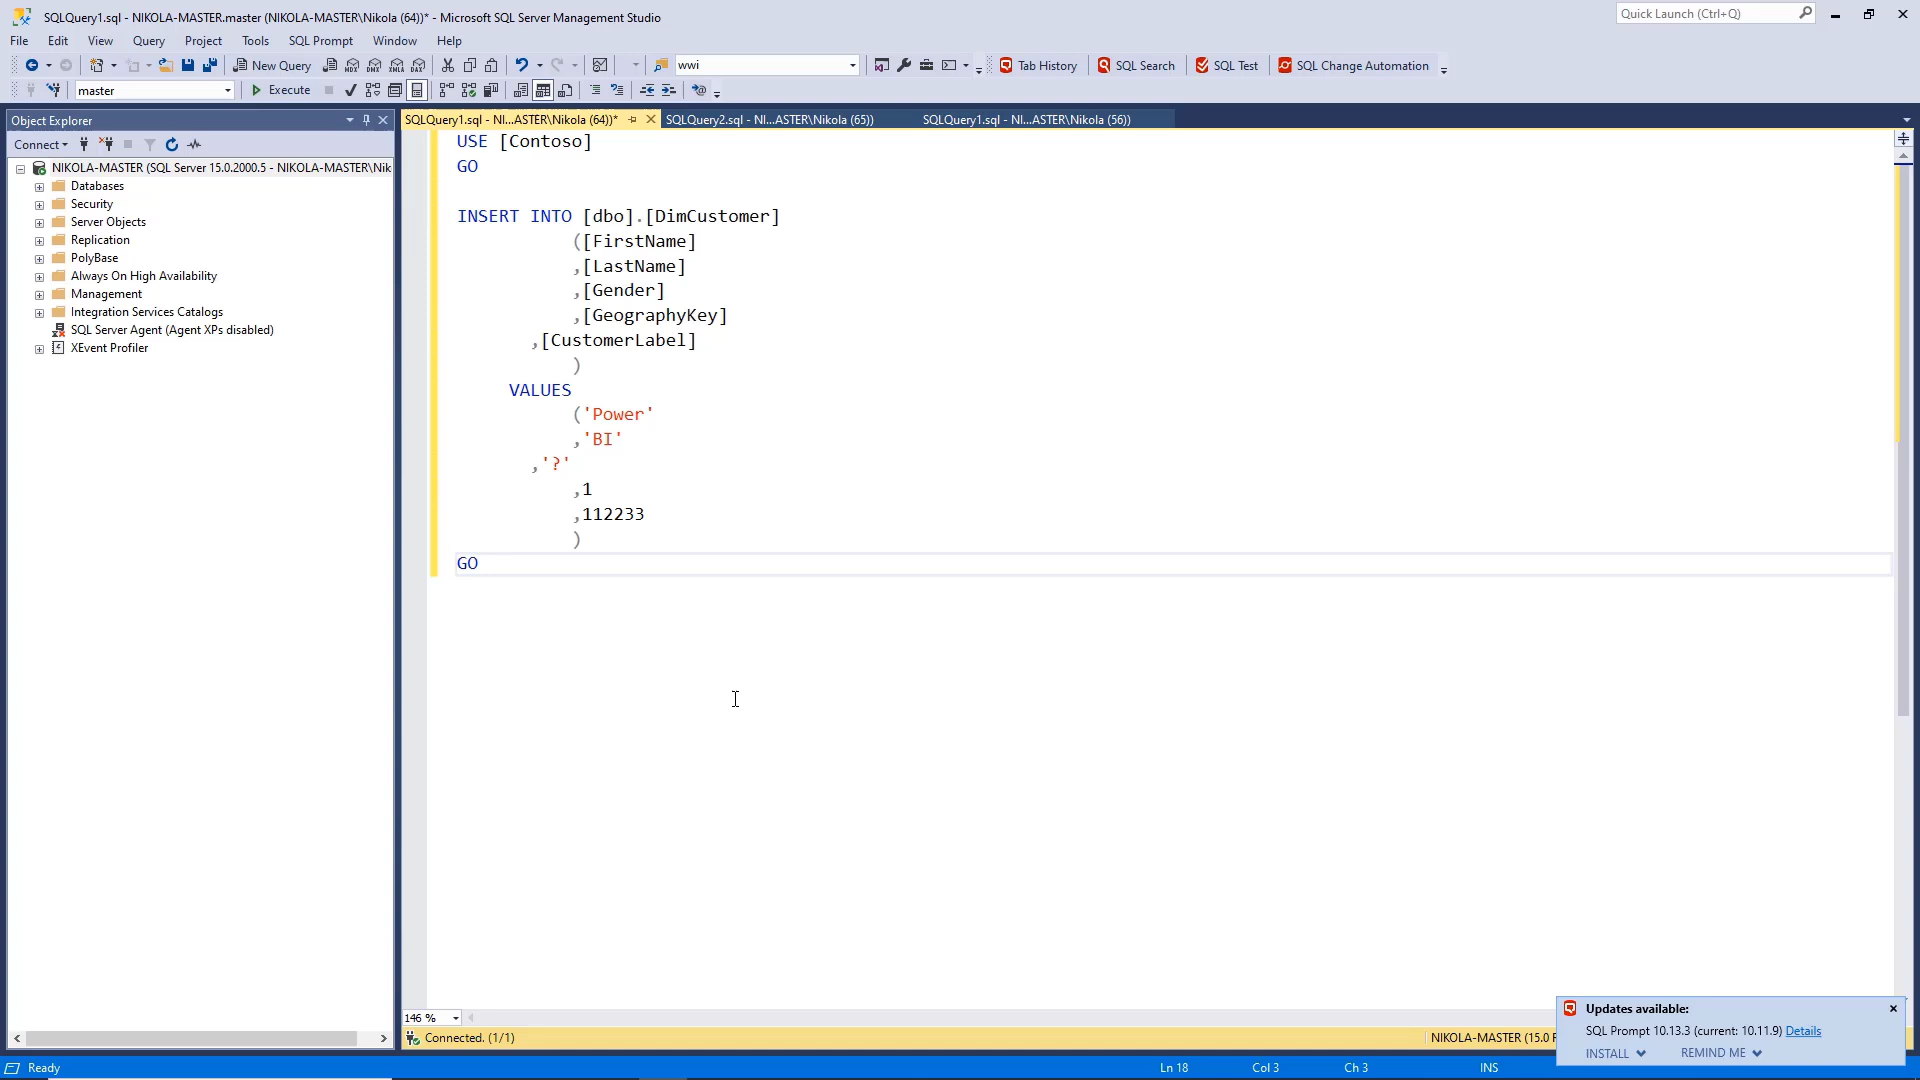 SQLQuery1.sql - NIKOLA-MASTER.master (NIKOLA-MASTER\Nikola (64))* - Microsoft SQL Server Management Studio
Quick Launch (Ctrl+Q)
File Edit View Query Project Tools SQL Prompt Window Help
New Query
MDX DMX XMLA DAX
wwi
Tab History SQL Search SQL Test SQL Change Automation
master
Execute
Object Explorer
SQLQuery1.sql - NI...ASTER\Nikola (64))*
SQLQuery2.sql - NI...ASTER\Nikola (65))
SQLQuery1.sql - NI...ASTER\Nikola (56))
Connect
NIKOLA-MASTER (SQL Server 15.0.2000.5 - NIKOLA-MASTER\Nik
Databases
Security
Server Objects
Replication
PolyBase
Always On High Availability
Management
Integration Services Catalogs
SQL Server Agent (Agent XPs disabled)
XEvent Profiler
USE [Contoso]
GO
INSERT INTO [dbo].[DimCustomer]
([FirstName]
,[LastName]
,[Gender]
,[GeographyKey]
,[CustomerLabel]
)
VALUES
('Power'
,'BI'
,'?'
,1
,112233
)
GO
146 %
Connected. (1/1)
NIKOLA-MASTER (15.0
Updates available:
SQL Prompt 10.13.3 (current: 10.11.9) Details
INSTALL REMIND ME
Ready
Ln 18
Col 3
Ch 3
INS